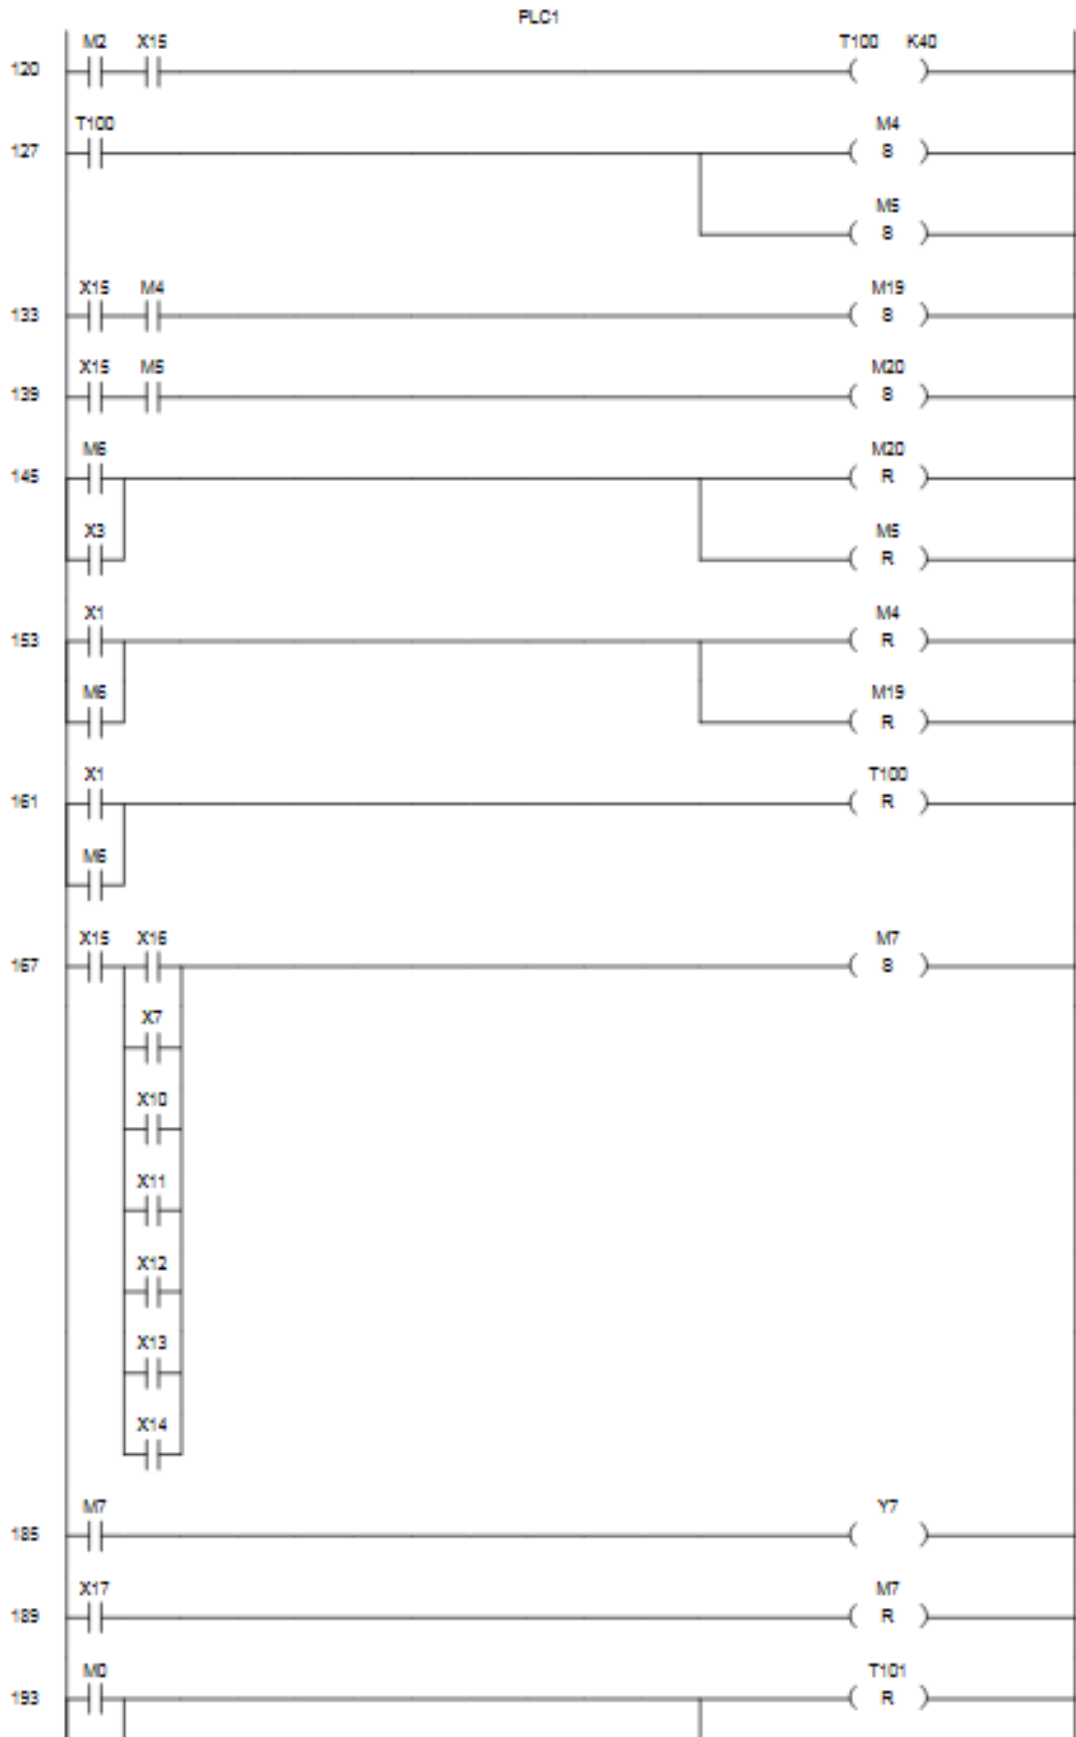 PLC1
M2 X15 T100 K40
120
T100 M4
127 S
M5
S
X15 M4 M19
133 S
X15 M5 M20
139 S
M6 M20
145 R
X3 M5
R
X1 M4
153 R
M6 M19
R
X1 T100
161 R
M6
X15 X16 M7
167 S
X7
X10
X11
X12
X13
X14
M7 Y7
185
X17 M7
189 R
M0 T101
193 R